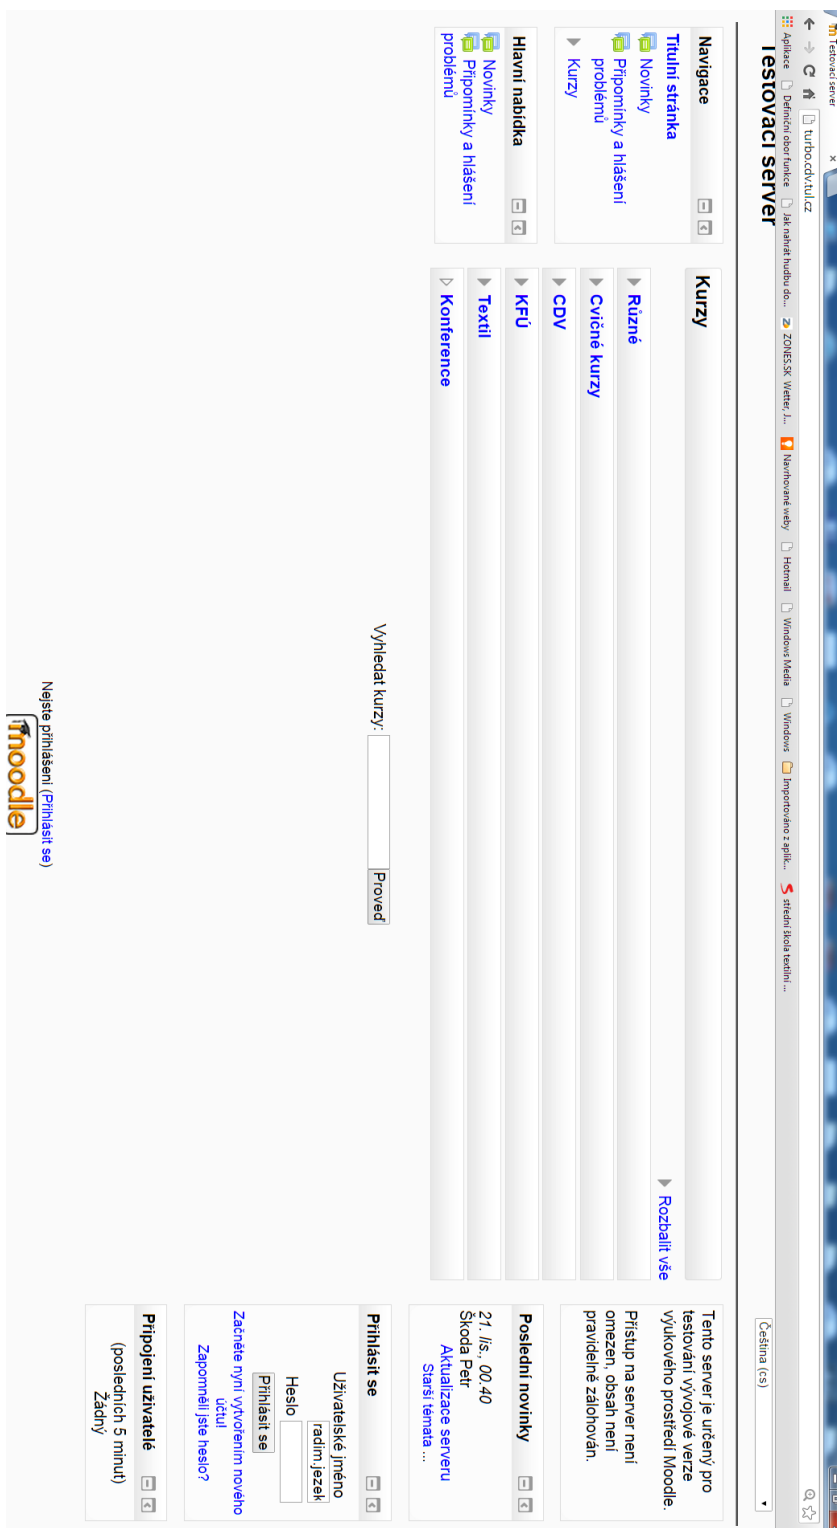 Testovací server
turbo.cdv.tul.cz
Aplikace
Definiční obor funkce
Jak nahrát hudbu do...
ZONES.SK Wetter, J...
Navrhované weby
Hotmail
Windows Media
Windows
Importováno z aplik...
střední škola textilní ...
Testovací server
Čeština (cs)
Navigace
Titulní stránka
Novinky
Připomínky a hlášení
problémů
Kurzy
Hlavní nabídka
Novinky
Připomínky a hlášení
problémů
Kurzy
Rozbalit vše
Různé
Cvičné kurzy
CDV
KFÚ
Textil
Konference
Vyhledat kurzy:
Proveď
Tento server je určený pro
testování vývojové verze
výukového prostředí Moodle.
Přístup na server není
omezen, obsah není
pravidelně zálohován.
Poslední novinky
21. lis., 00.40
Škoda Petr
Aktualizace serveru
Starší témata ...
Přihlásit se
Uživatelské jméno
radim.jezek
Heslo
Přihlásit se
Začněte nyní vytvořením nového
účtu!
Zapomněli jste heslo?
Připojení uživatelé
(posledních 5 minut)
Žádný
Nejste přihlášeni (Přihlásit se)
moodle